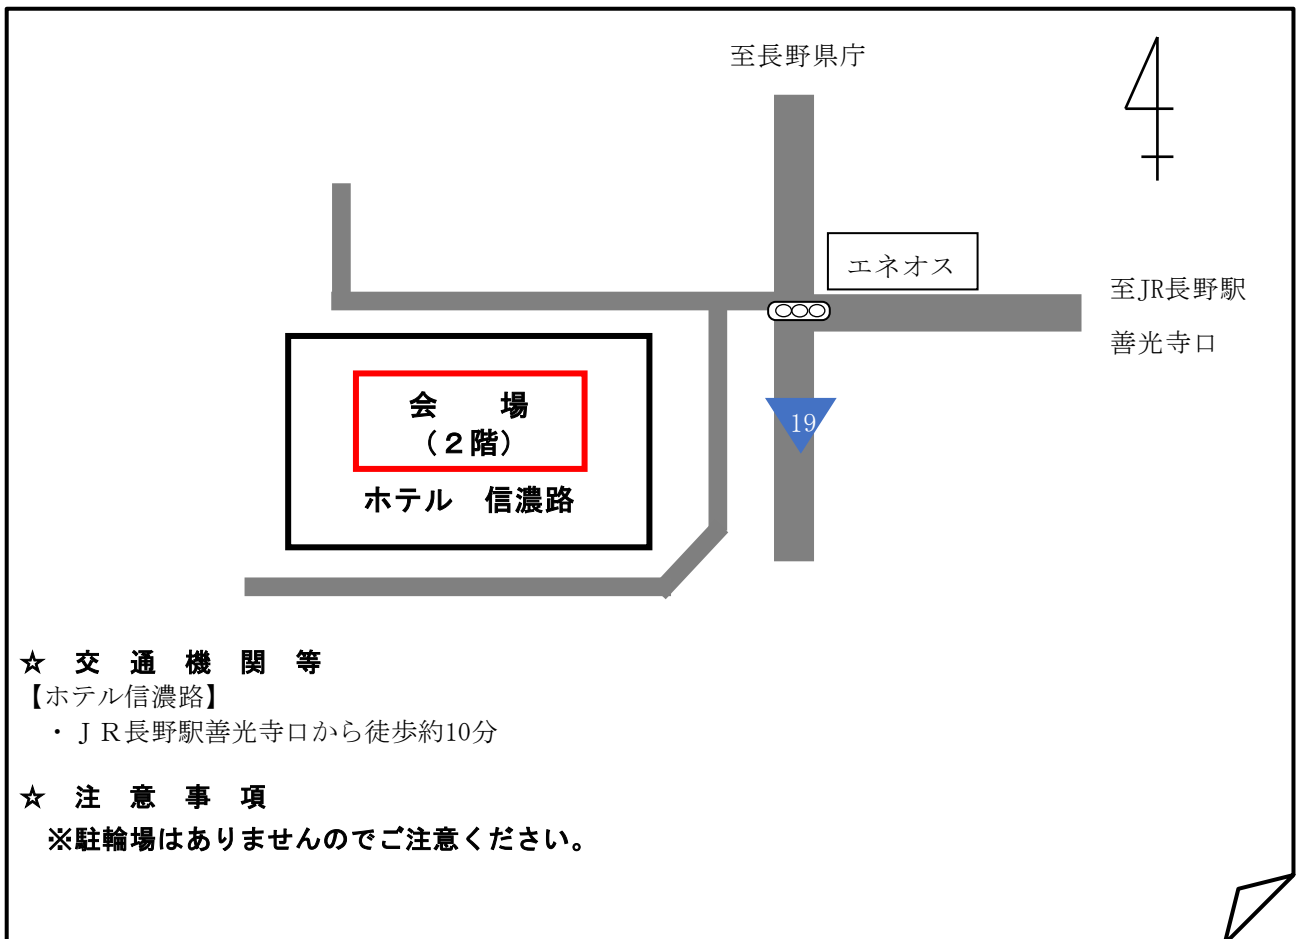 至長野県庁
エネオス
至JR長野駅
善光寺口
19
会　　場
（２階）
ホテル　信濃路
☆　交　通　機　関　等
【ホテル信濃路】
・ＪＲ長野駅善光寺口から徒歩約10分
☆　注　意　事　項
※駐輪場はありませんのでご注意ください。